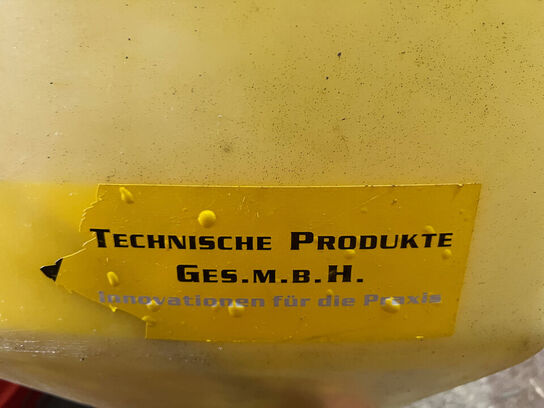 TECHNISCHE PRODUKTE
GES.M.B.H.
Innovationen für die Praxis